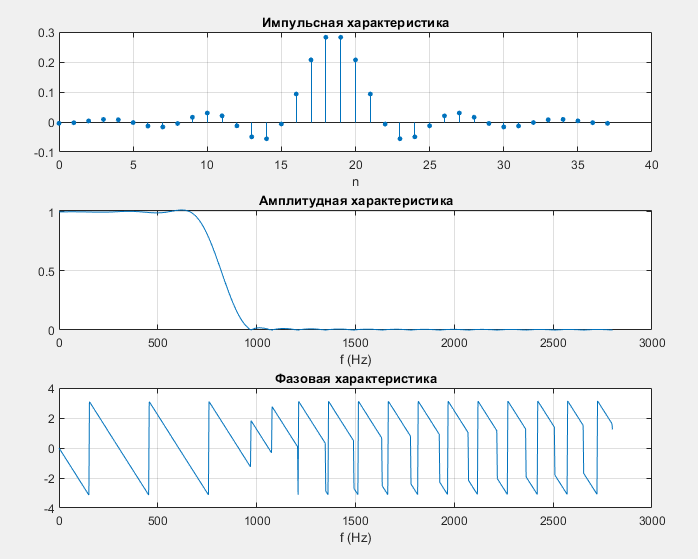 Импульсная характеристика
0.3
0.2
0.1
0
-0.1
0 5 10 15 20 25 30 35 40
n
Амплитудная характеристика
1
0.5
0
0 500 1000 1500 2000 2500 3000
f (Hz)
Фазовая характеристика
4
2
0
-2
-4
0 500 1000 1500 2000 2500 3000
f (Hz)